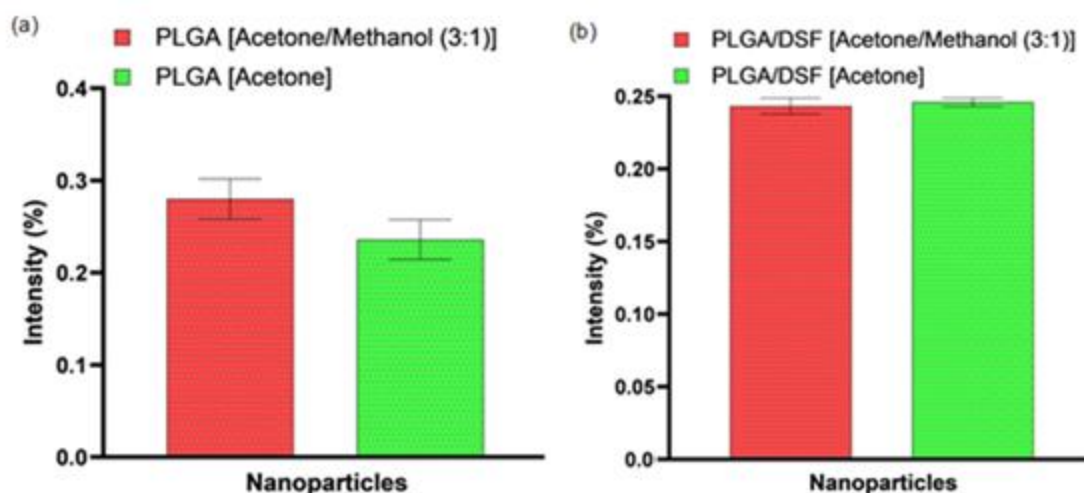 (a)
PLGA [Acetone/Methanol (3:1)]
PLGA [Acetone]
0.4
0.3
0.2
0.1
0.0
Intensity (%)
Nanoparticles
(b)
PLGA/DSF [Acetone/Methanol (3:1)]
PLGA/DSF [Acetone]
0.25
0.20
0.15
0.10
0.05
0.0
Intensity (%)
Nanoparticles